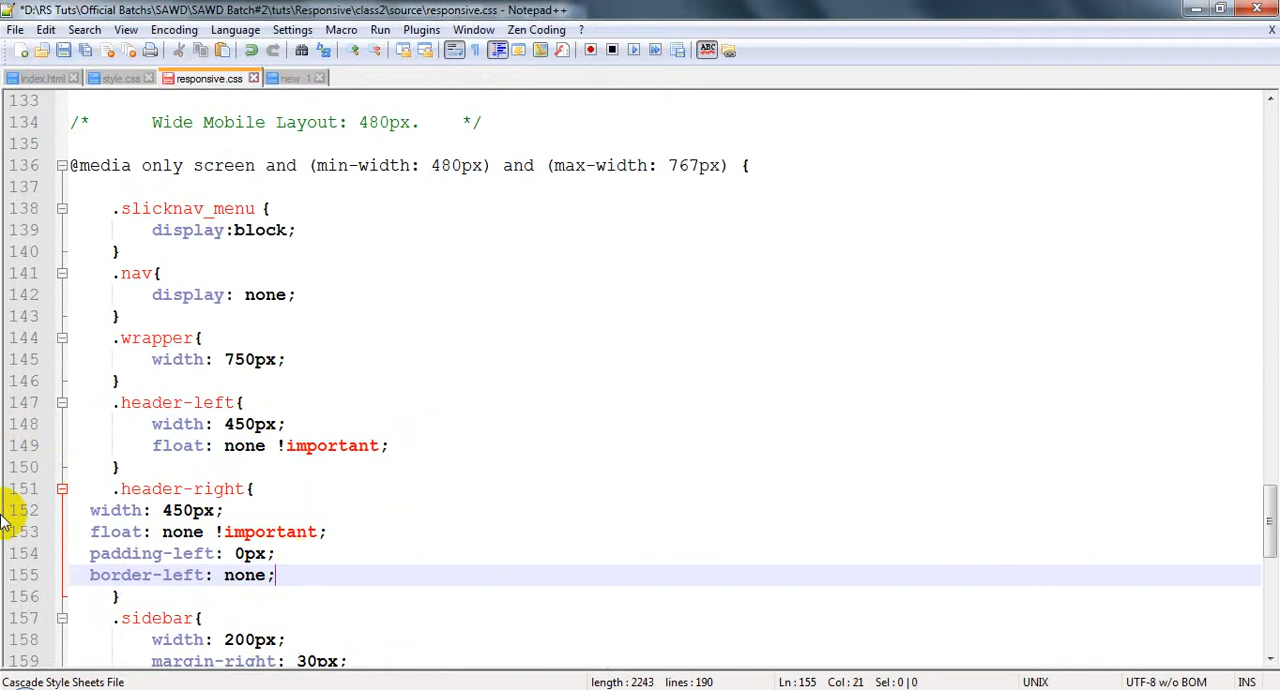 *D:\RS Tuts\Official Batchs\SAWD\SAWD Batch#2\tuts\Responsive\class2\source\responsive.css - Notepad++
File Edit Search View Encoding Language Settings Macro Run Plugins Window Zen Coding ? X
index.html style.css responsive.css new 1
133
134 /* Wide Mobile Layout: 480px. */
135
136 @media only screen and (min-width: 480px) and (max-width: 767px) {
137
138 .slicknav_menu {
139 display:block;
140 }
141 .nav{
142 display: none;
143 }
144 .wrapper{
145 width: 750px;
146 }
147 .header-left{
148 width: 450px;
149 float: none !important;
150 }
151 .header-right{
152 width: 450px;
153 float: none !important;
154 padding-left: 0px;
155 border-left: none;
156 }
157 .sidebar{
158 width: 200px;
159 margin-right: 30px;
Cascade Style Sheets File length : 2243 lines : 190 Ln : 155 Col : 21 Sel : 0 | 0 UNIX UTF-8 w/o BOM INS